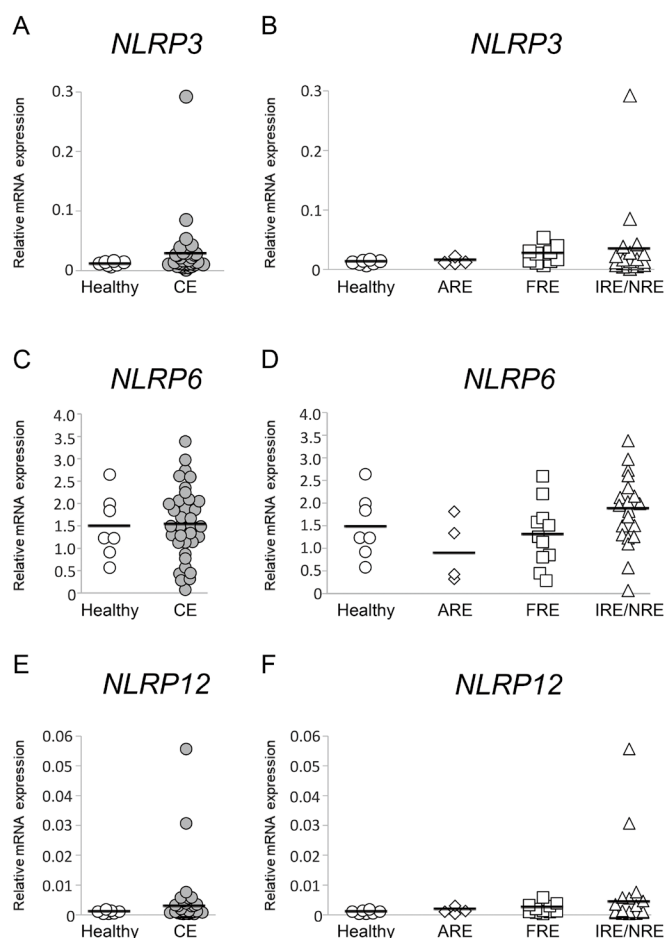 A
NLRP3
Relative mRNA expression
0.3
0.2
0.1
0
Healthy
CE
B
NLRP3
Relative mRNA expression
0.3
0.2
0.1
0
Healthy
ARE
FRE
IRE/NRE
C
NLRP6
Relative mRNA expression
4.0
3.5
3.0
2.5
2.0
1.5
1.0
0.5
0
Healthy
CE
D
NLRP6
Relative mRNA expression
4.0
3.5
3.0
2.5
2.0
1.5
1.0
0.5
0
Healthy
ARE
FRE
IRE/NRE
E
NLRP12
Relative mRNA expression
0.06
0.05
0.04
0.03
0.02
0.01
0
Healthy
CE
F
NLRP12
Relative mRNA expression
0.06
0.05
0.04
0.03
0.02
0.01
0
Healthy
ARE
FRE
IRE/NRE